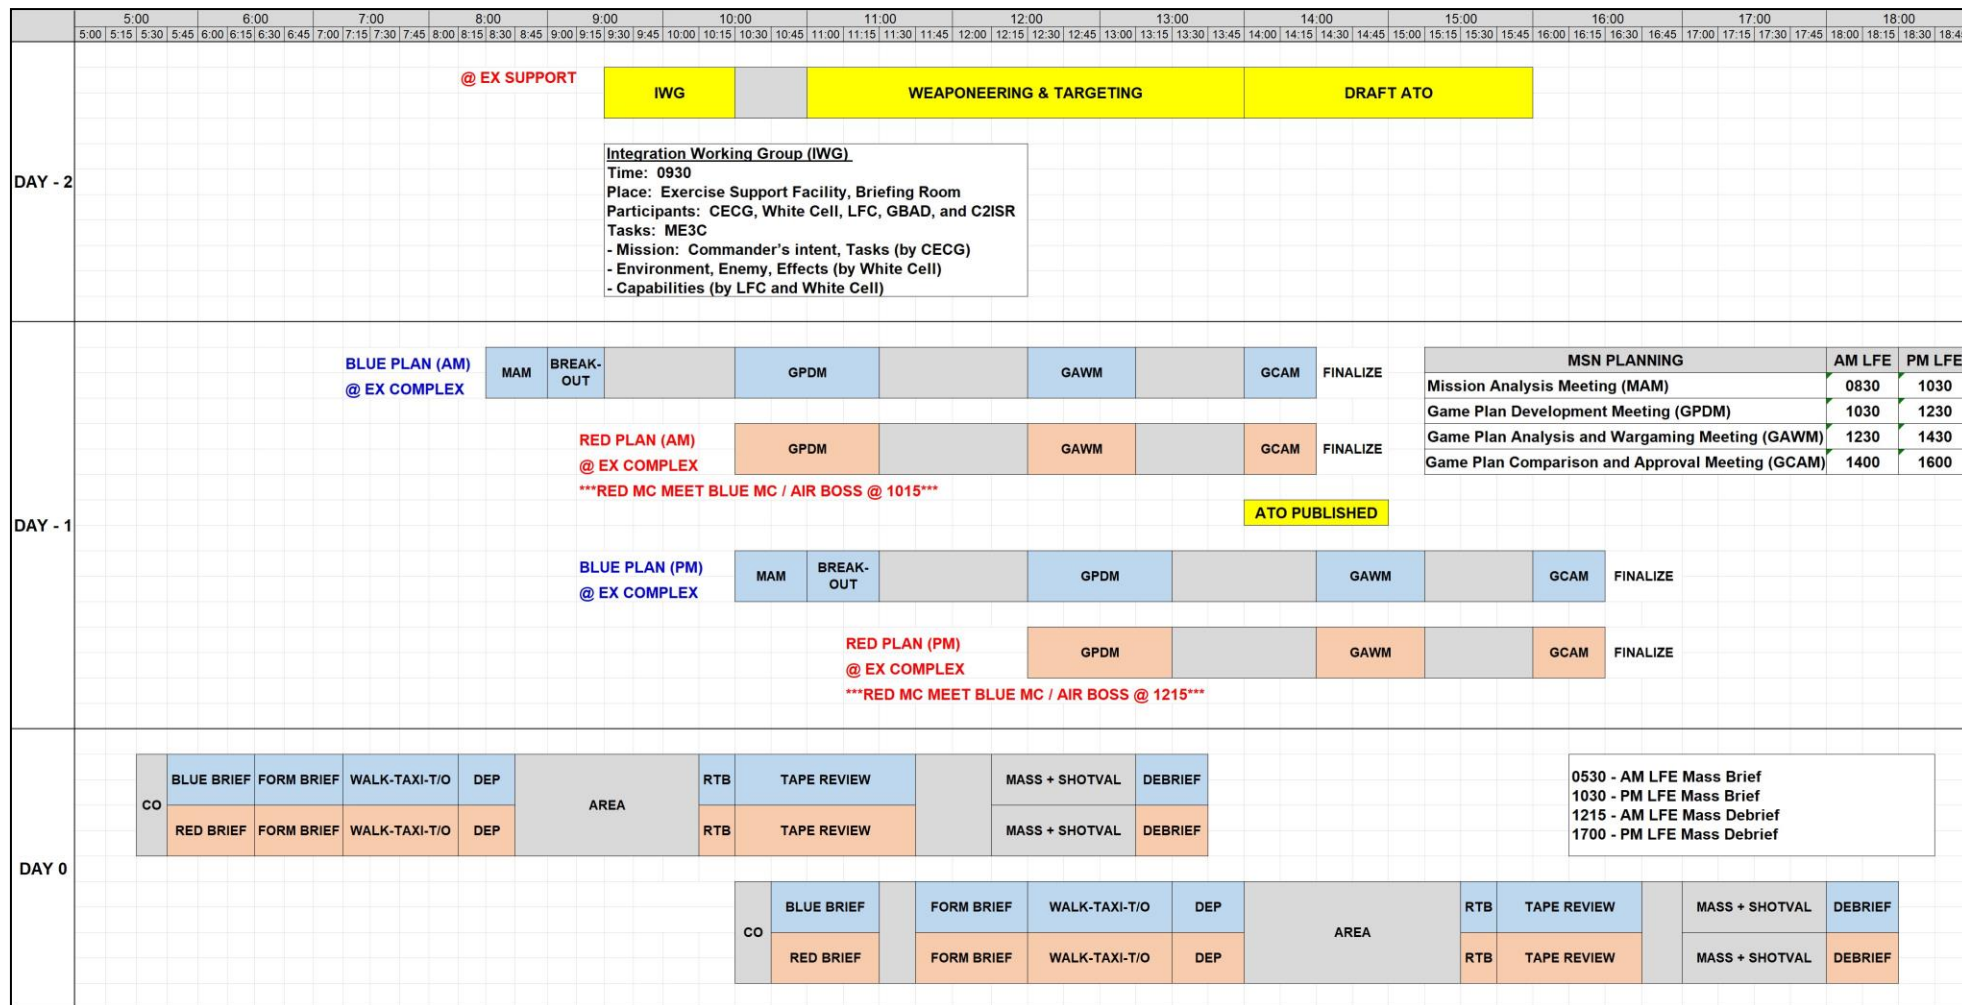 5:00 6:00 7:00 8:00 9:00 10:00 11:00 12:00 13:00 14:00 15:00 16:00 17:00 18:00
5:00 5:15 5:30 5:45 6:00 6:15 6:30 6:45 7:00 7:15 7:30 7:45 8:00 8:15 8:30 8:45 9:00 9:15 9:30 9:45 10:00 10:15 10:30 10:45 11:00 11:15 11:30 11:45 12:00 12:15 12:30 12:45 13:00 13:15 13:30 13:45 14:00 14:15 14:30 14:45 15:00 15:15 15:30 15:45 16:00 16:15 16:30 16:45 17:00 17:15 17:30 17:45 18:00 18:15 18:30 18:45
DAY - 2
@ EX SUPPORT
IWG WEAPONEERING & TARGETING DRAFT ATO
Integration Working Group (IWG)
Time: 0930
Place: Exercise Support Facility, Briefing Room
Participants: CECG, White Cell, LFC, GBAD, and C2ISR
Tasks: ME3C
- Mission: Commander's intent, Tasks (by CECG)
- Environment, Enemy, Effects (by White Cell)
- Capabilities (by LFC and White Cell)
DAY - 1
BLUE PLAN (AM)
@ EX COMPLEX
MAM BREAK-
OUT GPDM GAWM GCAM FINALIZE
RED PLAN (AM)
@ EX COMPLEX
GPDM GAWM GCAM FINALIZE
***RED MC MEET BLUE MC / AIR BOSS @ 1015***
MSN PLANNING AM LFE PM LFE
Mission Analysis Meeting (MAM) 0830 1030
Game Plan Development Meeting (GPDM) 1030 1230
Game Plan Analysis and Wargaming Meeting (GAWM) 1230 1430
Game Plan Comparison and Approval Meeting (GCAM) 1400 1600
ATO PUBLISHED
BLUE PLAN (PM)
@ EX COMPLEX
MAM BREAK-
OUT GPDM GAWM GCAM FINALIZE
RED PLAN (PM)
@ EX COMPLEX
GPDM GAWM GCAM FINALIZE
***RED MC MEET BLUE MC / AIR BOSS @ 1215***
DAY 0
CO
BLUE BRIEF FORM BRIEF WALK-TAXI-T/O DEP AREA RTB TAPE REVIEW MASS + SHOTVAL DEBRIEF
RED BRIEF FORM BRIEF WALK-TAXI-T/O DEP RTB TAPE REVIEW MASS + SHOTVAL DEBRIEF
0530 - AM LFE Mass Brief
1030 - PM LFE Mass Brief
1215 - AM LFE Mass Debrief
1700 - PM LFE Mass Debrief
CO
BLUE BRIEF FORM BRIEF WALK-TAXI-T/O DEP AREA RTB TAPE REVIEW MASS + SHOTVAL DEBRIEF
RED BRIEF FORM BRIEF WALK-TAXI-T/O DEP RTB TAPE REVIEW MASS + SHOTVAL DEBRIEF